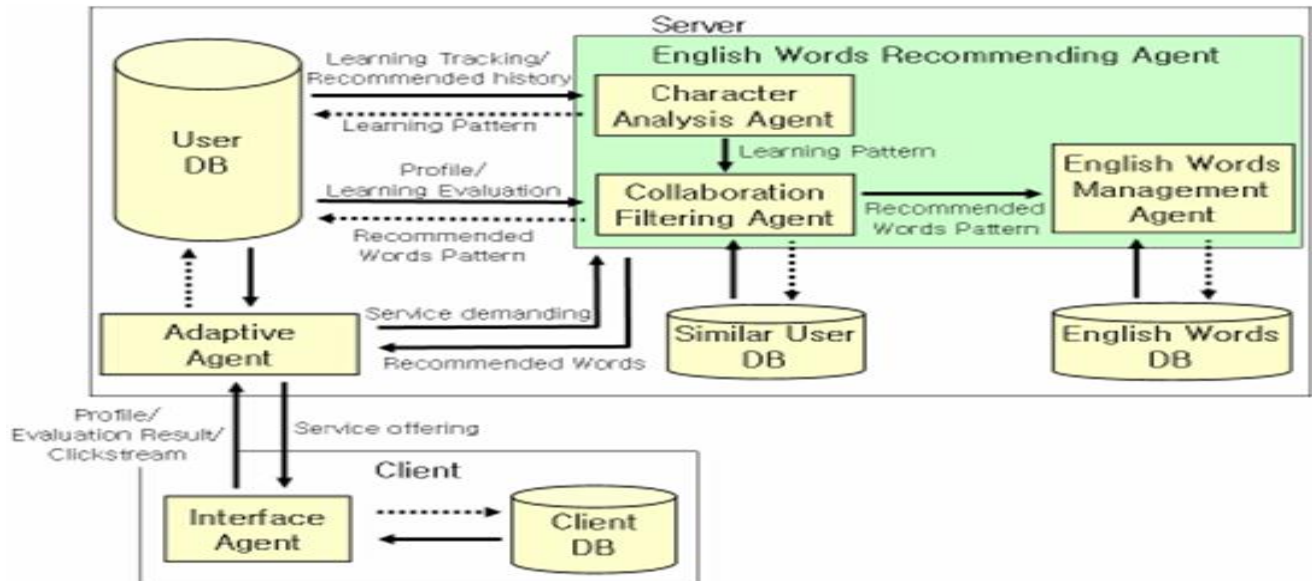 Server
English Words Recommending Agent
Learning Tracking/
Recommended history
Character
Analysis Agent
Learning Pattern
User
DB
Learning Pattern
Profile/
Learning Evaluation
Collaboration
Filtering Agent
Recommended
Words Pattern
English Words
Management
Agent
Recommended
Words Pattern
Service demanding
Adaptive
Agent
Recommended Words
Similar User
DB
English Words
DB
Profile/
Evaluation Result/
Clickstream
Service offering
Client
Interface
Agent
Client
DB